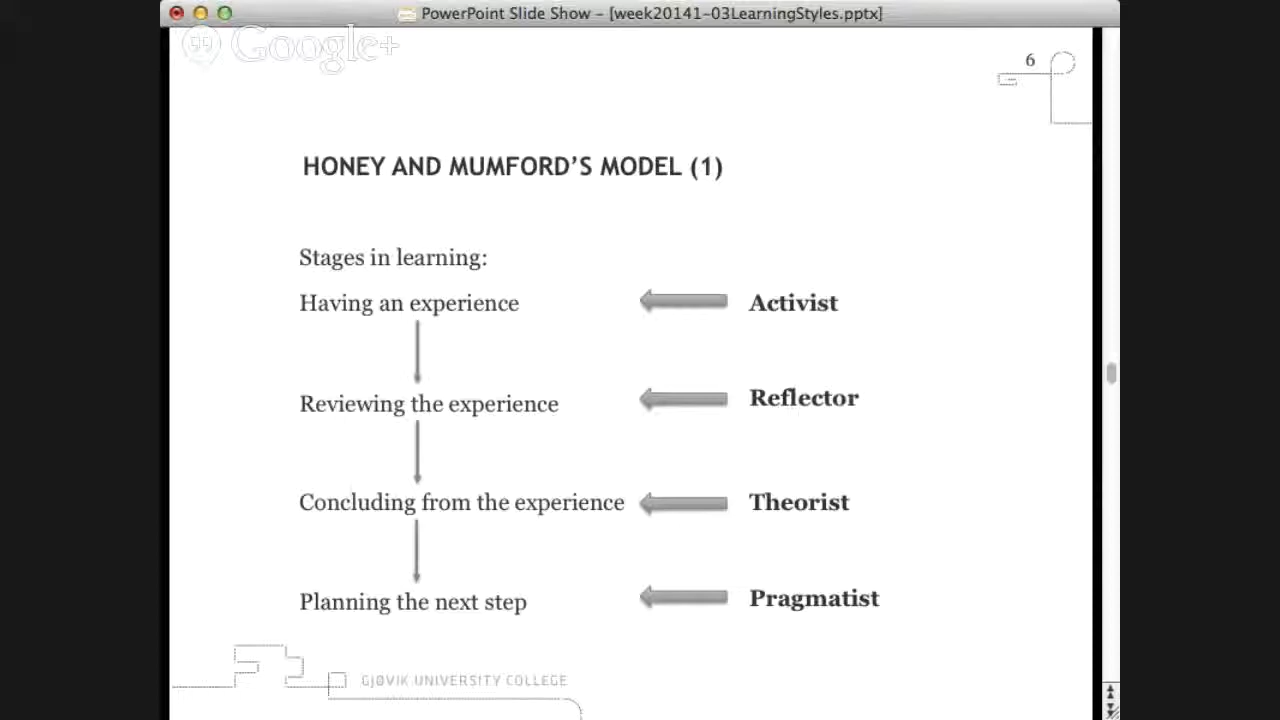 PowerPoint Slide Show - [week20141-03LearningStyles.pptx]
Google+
6
HONEY AND MUMFORD'S MODEL (1)
Stages in learning:
Having an experience
Activist
Reviewing the experience
Reflector
Concluding from the experience
Theorist
Planning the next step
Pragmatist
GJØVIK UNIVERSITY COLLEGE